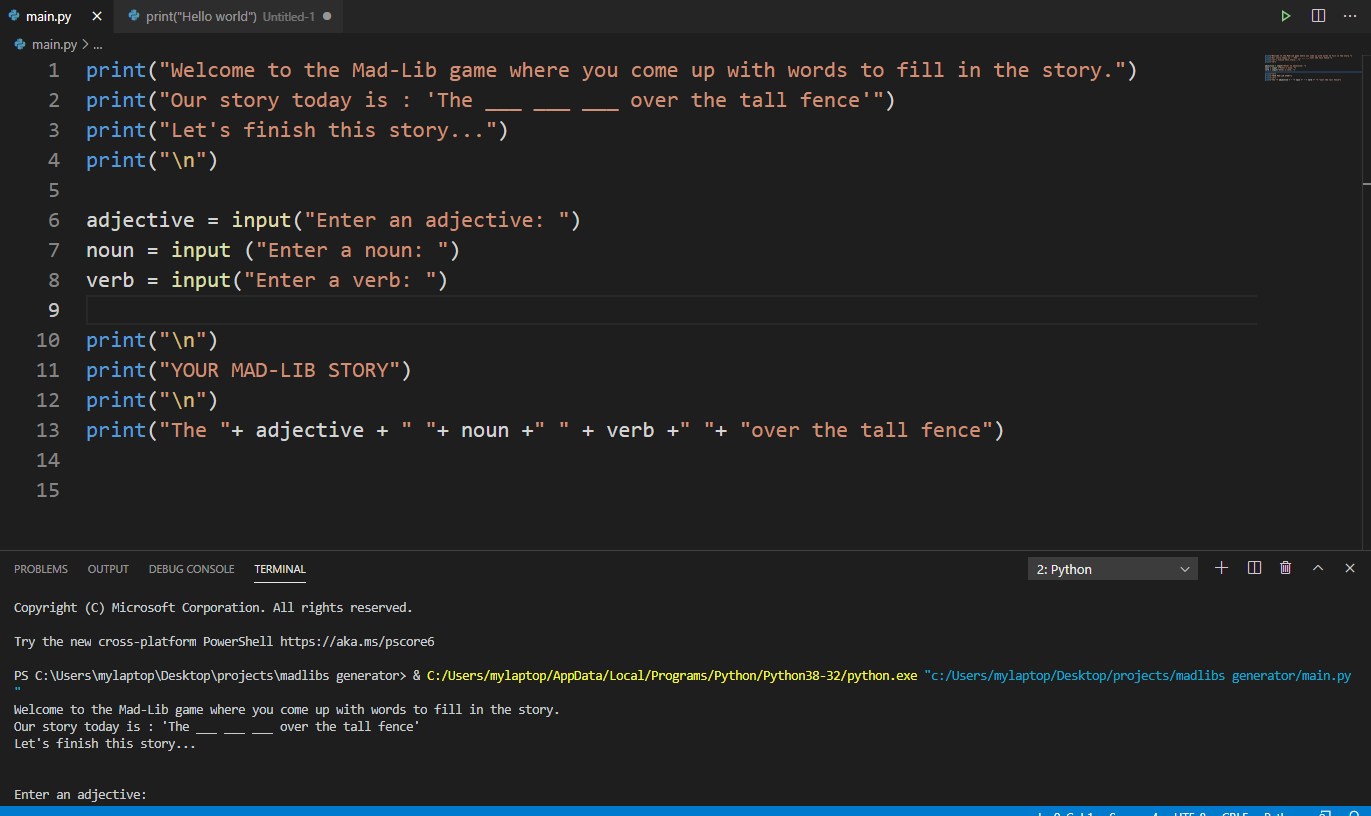 main.py print("Hello world") Untitled-1
main.py > ...
1 print("Welcome to the Mad-Lib game where you come up with words to fill in the story.")
2 print("Our story today is : 'The ___ ___ ___ over the tall fence'")
3 print("Let's finish this story...")
4 print("\n")
5
6 adjective = input("Enter an adjective: ")
7 noun = input ("Enter a noun: ")
8 verb = input("Enter a verb: ")
9
10 print("\n")
11 print("YOUR MAD-LIB STORY")
12 print("\n")
13 print("The "+ adjective + " "+ noun +" " + verb +" "+ "over the tall fence")
14
15
PROBLEMS OUTPUT DEBUG CONSOLE TERMINAL 2: Python
Copyright (C) Microsoft Corporation. All rights reserved.
Try the new cross-platform PowerShell https://aka.ms/pscore6
PS C:\Users\mylaptop\Desktop\projects\madlibs generator> & C:/Users/mylaptop/AppData/Local/Programs/Python/Python38-32/python.exe "c:/Users/mylaptop/Desktop/projects/madlibs generator/main.py
"
Welcome to the Mad-Lib game where you come up with words to fill in the story.
Our story today is : 'The ___ ___ ___ over the tall fence'
Let's finish this story...
Enter an adjective: